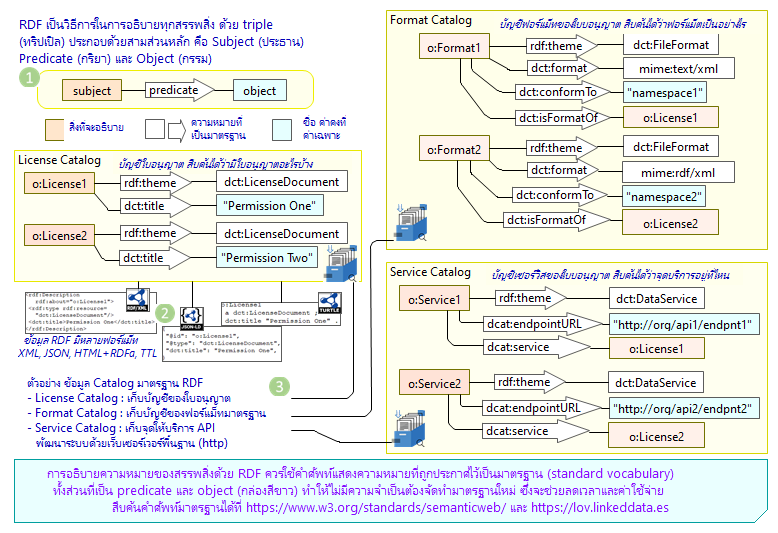 RDF เป็นวิธีการในการอธิบายทุกสรรพสิ่ง ด้วย triple
(ทริปเปิล) ประกอบด้วยสามส่วนหลัก คือ Subject (ประธาน)
Predicate (กริยา) และ Object (กรรม)
1
subject
predicate
object
สิ่งที่จะอธิบาย
ความหมายที่
เป็นมาตรฐาน
ชื่อ ค่าคงที่
ค่าเฉพาะ
License Catalog
บัญชีใบอนุญาต สืบค้นได้ว่ามีใบอนุญาตอะไรบ้าง
o:License1
rdf:theme
dct:LicenseDocument
dct:title
"Permission One"
o:License2
rdf:theme
dct:LicenseDocument
dct:title
"Permission Two"
<rdf:Description
rdf:about="o:License1">
<rdf:type rdf:resource=
"dct:LicenseDocument"/>
<dct:title>Permission One</dct:title>
</rdf:Description>
RDF/XML
2
JSON-LD
"@id": "o:License1",
"@type": "dct:LicenseDocument",
"dct:title": "Permission One",
o:License1
a dct:LicenseDocument ;
dct:title "Permission One" .
TURTLE
ข้อมูล RDF มีหลายฟอร์แม็ท
XML, JSON, HTML+RDFa, TTL
3
ตัวอย่าง ข้อมูล Catalog มาตรฐาน RDF
- License Catalog : เก็บบัญชีของใบอนุญาต
- Format Catalog : เก็บบัญชีของฟอร์แม็ทมาตรฐาน
- Service Catalog : เก็บจุดให้บริการ API
พัฒนาระบบด้วยเว็บเซอร์เวอร์พื้นฐาน (http)
Format Catalog
บัญชีฟอร์แม็ทของใบอนุญาต สืบค้นได้ว่าฟอร์แม็ตเป็นอย่างไร
o:Format1
rdf:theme
dct:FileFormat
dct:format
mime:text/xml
dct:conformTo
"namespace1"
dct:isFormatOf
o:License1
o:Format2
rdf:theme
dct:FileFormat
dct:format
mime:rdf/xml
dct:conformTo
"namespace2"
dct:isFormatOf
o:License2
Service Catalog
บัญชีเซอร์วิสของใบอนุญาต สืบค้นได้ว่าจุดบริการอยู่ที่ไหน
o:Service1
rdf:theme
dct:DataService
dcat:endpointURL
"http://org/api1/endpnt1"
dcat:service
o:License1
o:Service2
rdf:theme
dct:DataService
dcat:endpointURL
"http://org/api2/endpnt2"
dcat:service
o:License2
การอธิบายความหมายของสรรพสิ่งด้วย RDF ควรใช้คำศัพท์แสดงความหมายที่ถูกประกาศไว้เป็นมาตรฐาน (standard vocabulary)
ทั้งส่วนที่เป็น predicate และ object (กล่องสีขาว) ทำให้ไม่มีความจำเป็นต้องจัดทำมาตรฐานใหม่ ซึ่งจะช่วยลดเวลาและค่าใช้จ่าย
สืบค้นคำศัพท์มาตรฐานได้ที่ https://www.w3.org/standards/semanticweb/ และ https://lov.linkeddata.es